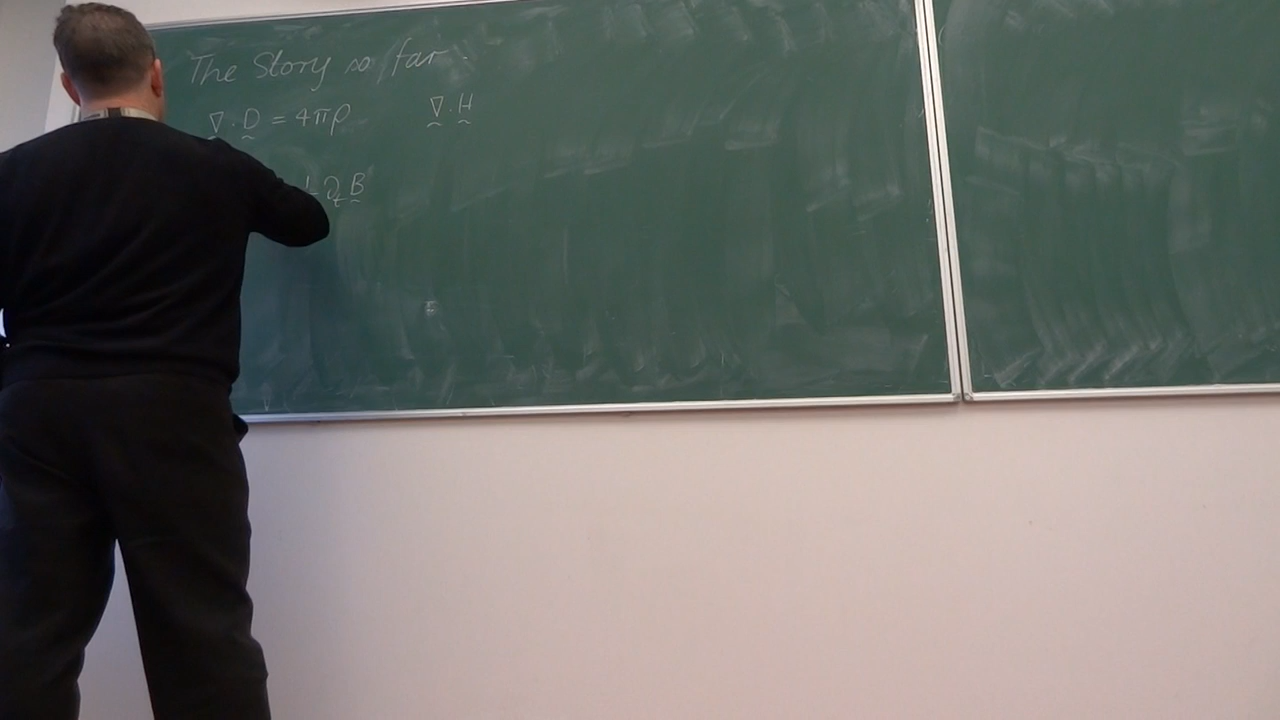 The Story so far
∇ · D = 4πρ ∇ · H
∂ₜ B